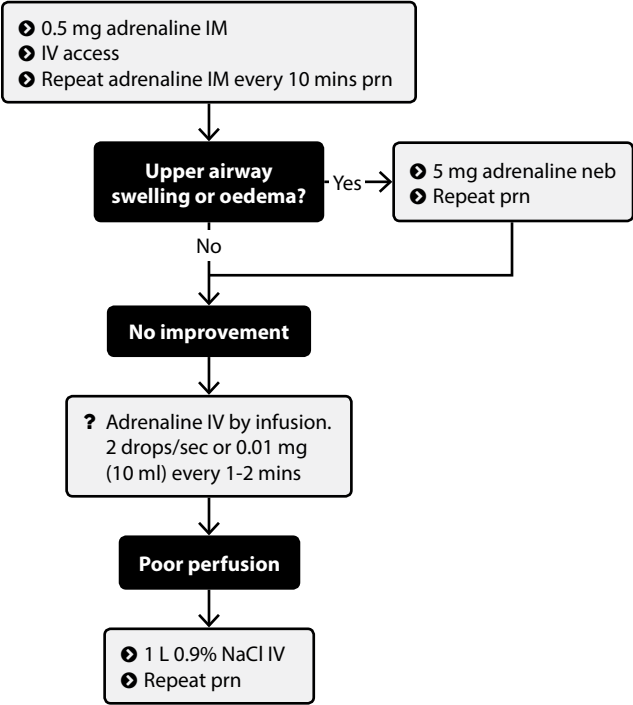 0.5 mg adrenaline IM
IV access
Repeat adrenaline IM every 10 mins prn
Upper airway
swelling or oedema?
Yes
5 mg adrenaline neb
Repeat prn
No
No improvement
? Adrenaline IV by infusion.
2 drops/sec or 0.01 mg
(10 ml) every 1-2 mins
Poor perfusion
1 L 0.9% NaCl IV
Repeat prn